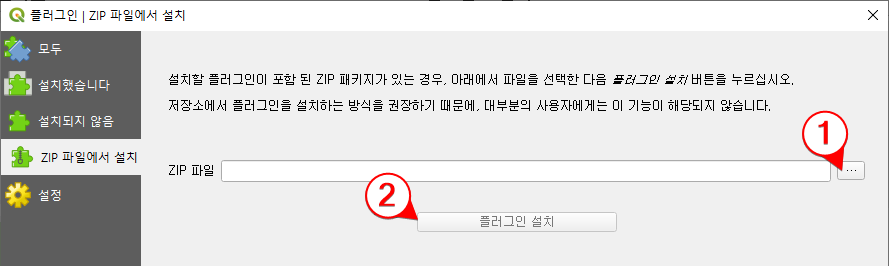 플러그인 | ZIP 파일에서 설치
모두
설치했습니다
설치되지 않음
ZIP 파일에서 설치
설정
설치할 플러그인이 포함 된 ZIP 패키지가 있는 경우, 아래에서 파일을 선택한 다음 플러그인 설치 버튼을 누르십시오.
저장소에서 플러그인을 설치하는 방식을 권장하기 때문에, 대부분의 사용자에게는 이 기능이 해당되지 않습니다.
1
ZIP 파일 ...
2
플러그인 설치